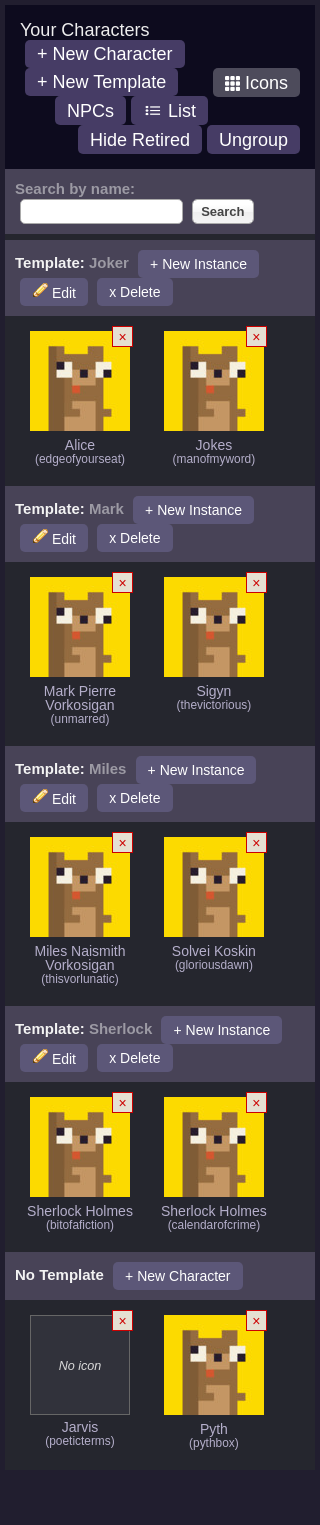 Your Characters
+ New Character
+ New Template
Icons
NPCs
List
Hide Retired
Ungroup
Search by name:
Search
Template: Joker + New Instance
Edit x Delete
×
×
Alice
(edgeofyourseat)
Jokes
(manofmyword)
Template: Mark + New Instance
Edit x Delete
×
×
Mark Pierre
Vorkosigan
(unmarred)
Sigyn
(thevictorious)
Template: Miles + New Instance
Edit x Delete
×
×
Miles Naismith
Vorkosigan
(thisvorlunatic)
Solvei Koskin
(gloriousdawn)
Template: Sherlock + New Instance
Edit x Delete
×
×
Sherlock Holmes
(bitofafiction)
Sherlock Holmes
(calendarofcrime)
No Template + New Character
×
×
No icon
Jarvis
(poeticterms)
Pyth
(pythbox)